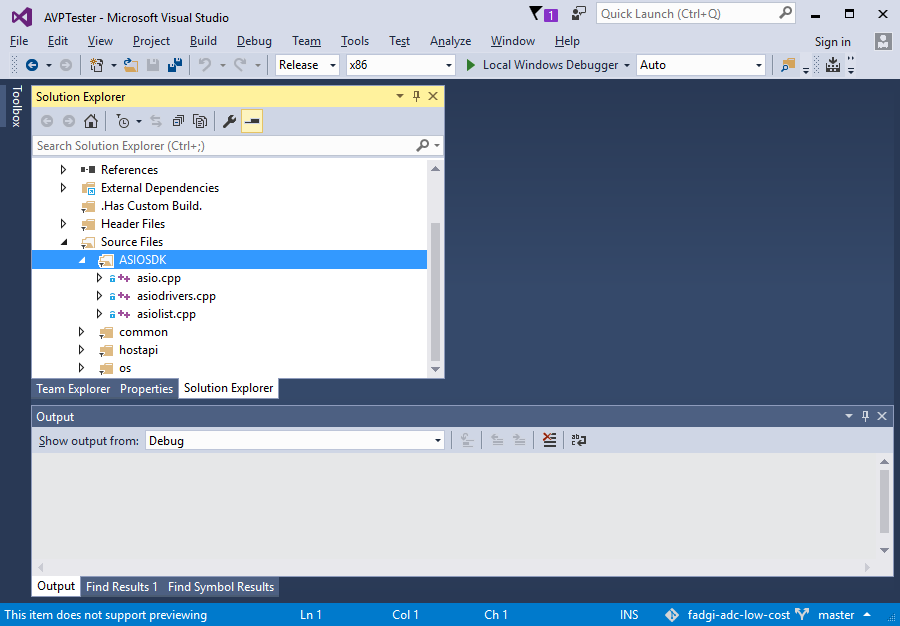 AVPTester - Microsoft Visual Studio
1
Quick Launch (Ctrl+Q)
File Edit View Project Build Debug Team Tools Test Analyze Window Help
Sign in
Release x86 Local Windows Debugger Auto
Toolbox
Solution Explorer
Search Solution Explorer (Ctrl+;)
References
External Dependencies
.Has Custom Build.
Header Files
Source Files
ASIOSDK
asio.cpp
asiodrivers.cpp
asiolist.cpp
common
hostapi
os
Team Explorer Properties Solution Explorer
Output
Show output from: Debug
Output Find Results 1 Find Symbol Results
This item does not support previewing Ln 1 Col 1 Ch 1 INS fadgi-adc-low-cost master